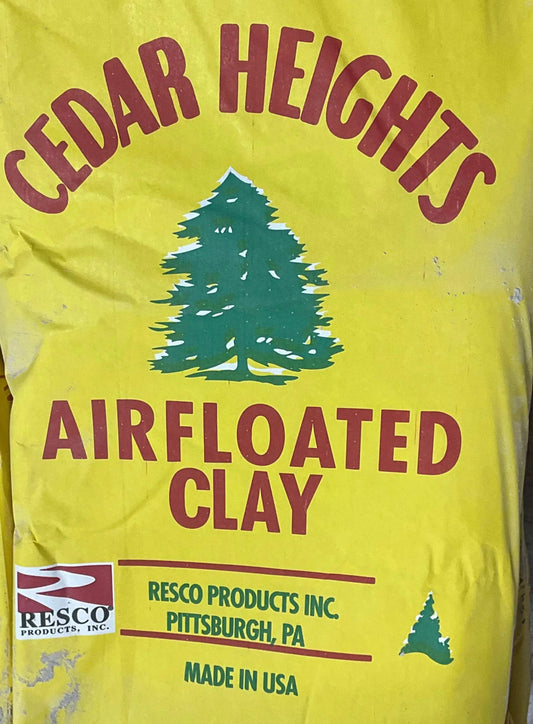 CEDAR HEIGHTS
AIRFLOATED
CLAY
RESCO®
PRODUCTS, INC.
RESCO PRODUCTS INC.
PITTSBURGH, PA
MADE IN USA